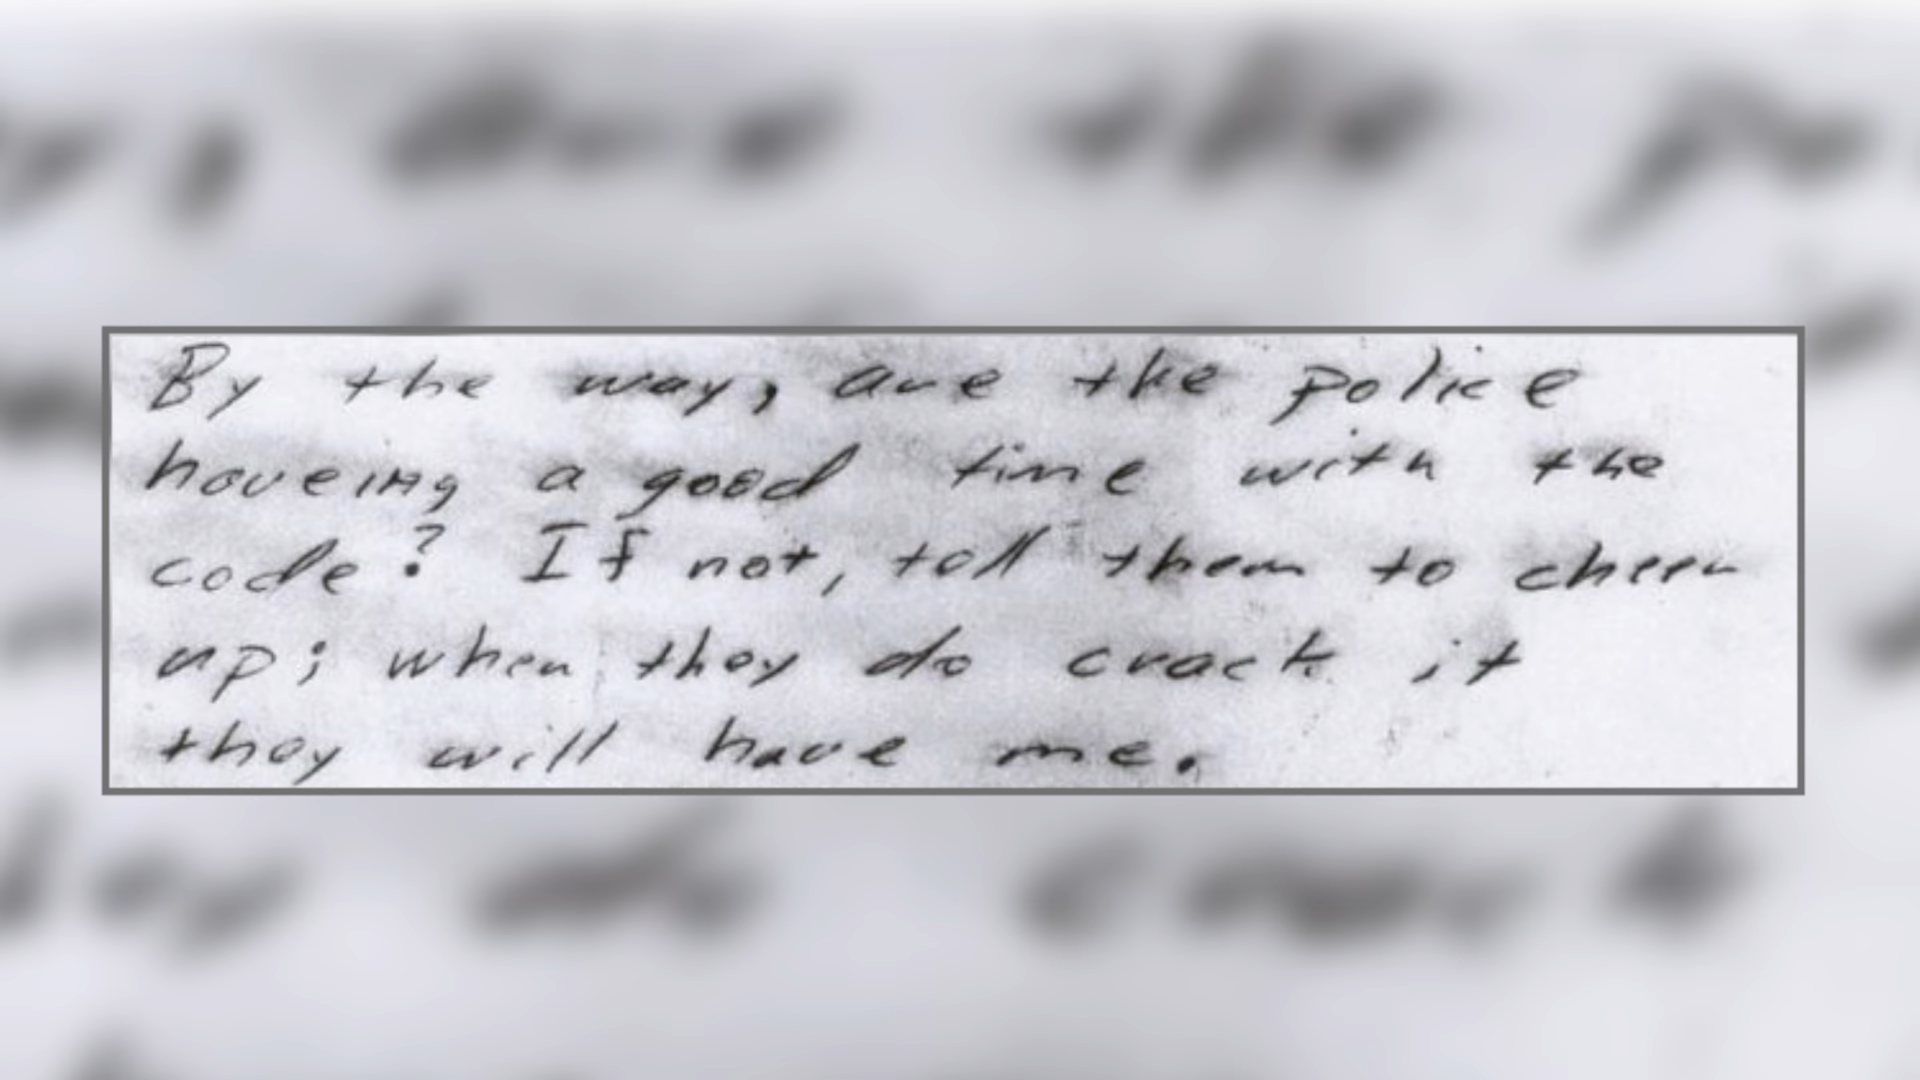 By the way, are the police
haveing a good time with the
code? If not, tell them to cheer
up; when they do crack it
they will have me.